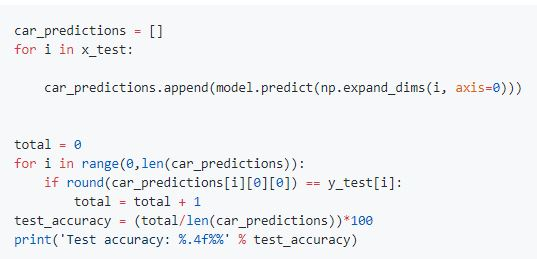 car_predictions = []
for i in x_test:
    car_predictions.append(model.predict(np.expand_dims(i, axis=0)))
total = 0
for i in range(0,len(car_predictions)):
    if round(car_predictions[i][0][0]) == y_test[i]:
        total = total + 1
test_accuracy = (total/len(car_predictions))*100
print('Test accuracy: %.4f%%' % test_accuracy)